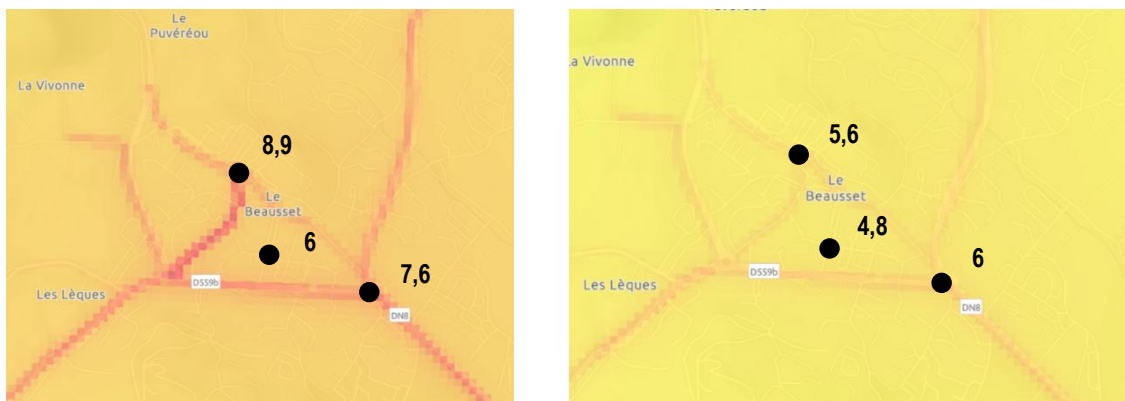 Le
Puvéréou
La Vivonne
8,9
Le
Beausset
6
D559b
7,6
Les Lèques
DN8
La Vivonne
5,6
Le
Beausset
4,8
6
D559b
Les Lèques
DN8